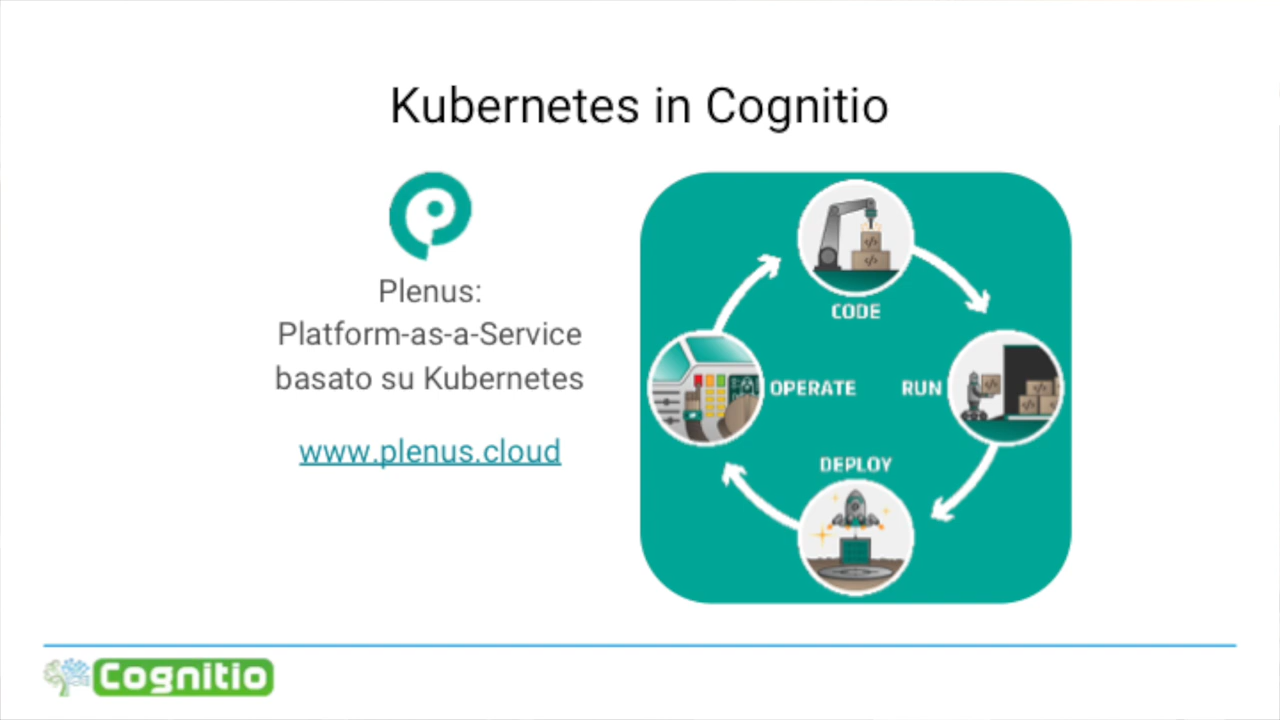 Kubernetes in Cognitio
Plenus:
Platform-as-a-Service
basato su Kubernetes
www.plenus.cloud
CODE
OPERATE
RUN
DEPLOY
Cognitio